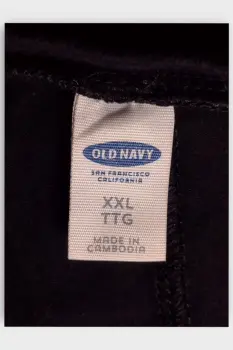 OLD NAVY
SAN FRANCISCO
CALIFORNIA
XXL
TTG
MADE IN
CAMBODIA